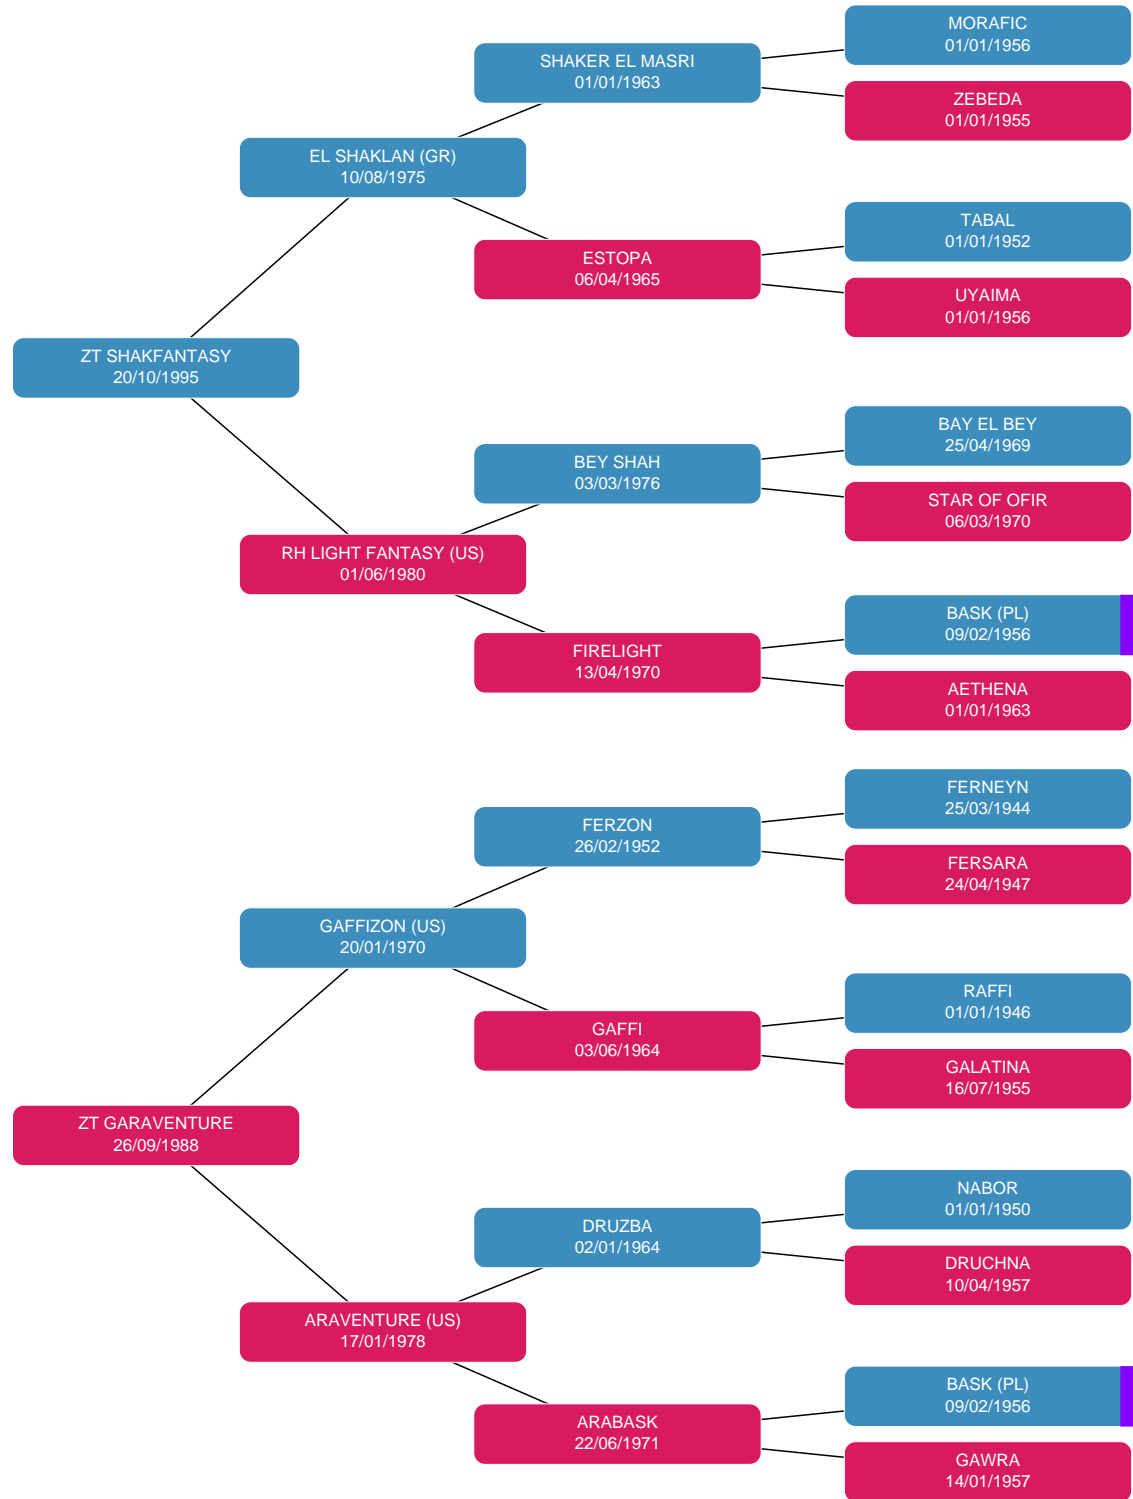 MORAFIC
01/01/1956
SHAKER EL MASRI
01/01/1963
ZEBEDA
01/01/1955
EL SHAKLAN (GR)
10/08/1975
TABAL
01/01/1952
ESTOPA
06/04/1965
UYAIMA
01/01/1956
ZT SHAKFANTASY
20/10/1995
BAY EL BEY
25/04/1969
BEY SHAH
03/03/1976
STAR OF OFIR
06/03/1970
RH LIGHT FANTASY (US)
01/06/1980
BASK (PL)
09/02/1956
FIRELIGHT
13/04/1970
AETHENA
01/01/1963
FERNEYN
25/03/1944
FERZON
26/02/1952
FERSARA
24/04/1947
GAFFIZON (US)
20/01/1970
RAFFI
01/01/1946
GAFFI
03/06/1964
GALATINA
16/07/1955
ZT GARAVENTURE
26/09/1988
NABOR
01/01/1950
DRUZBA
02/01/1964
DRUCHNA
10/04/1957
ARAVENTURE (US)
17/01/1978
BASK (PL)
09/02/1956
ARABASK
22/06/1971
GAWRA
14/01/1957